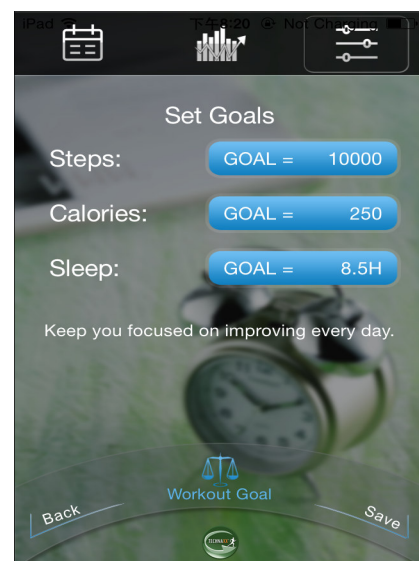 iPad 下午8:20 Not Charging
Set Goals
Steps: GOAL = 10000
Calories: GOAL = 250
Sleep: GOAL = 8.5H
Keep you focused on improving every day.
Workout Goal
Back Save